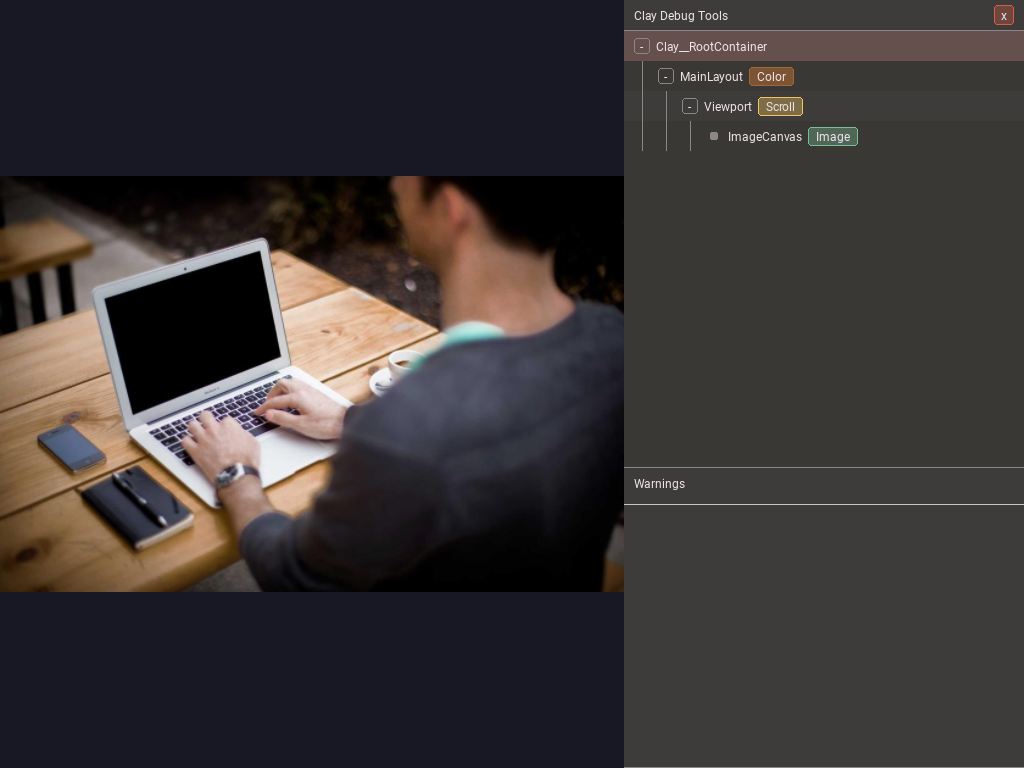 Clay Debug Tools
x
- Clay__RootContainer
- MainLayout Color
- Viewport Scroll
ImageCanvas Image
Warnings